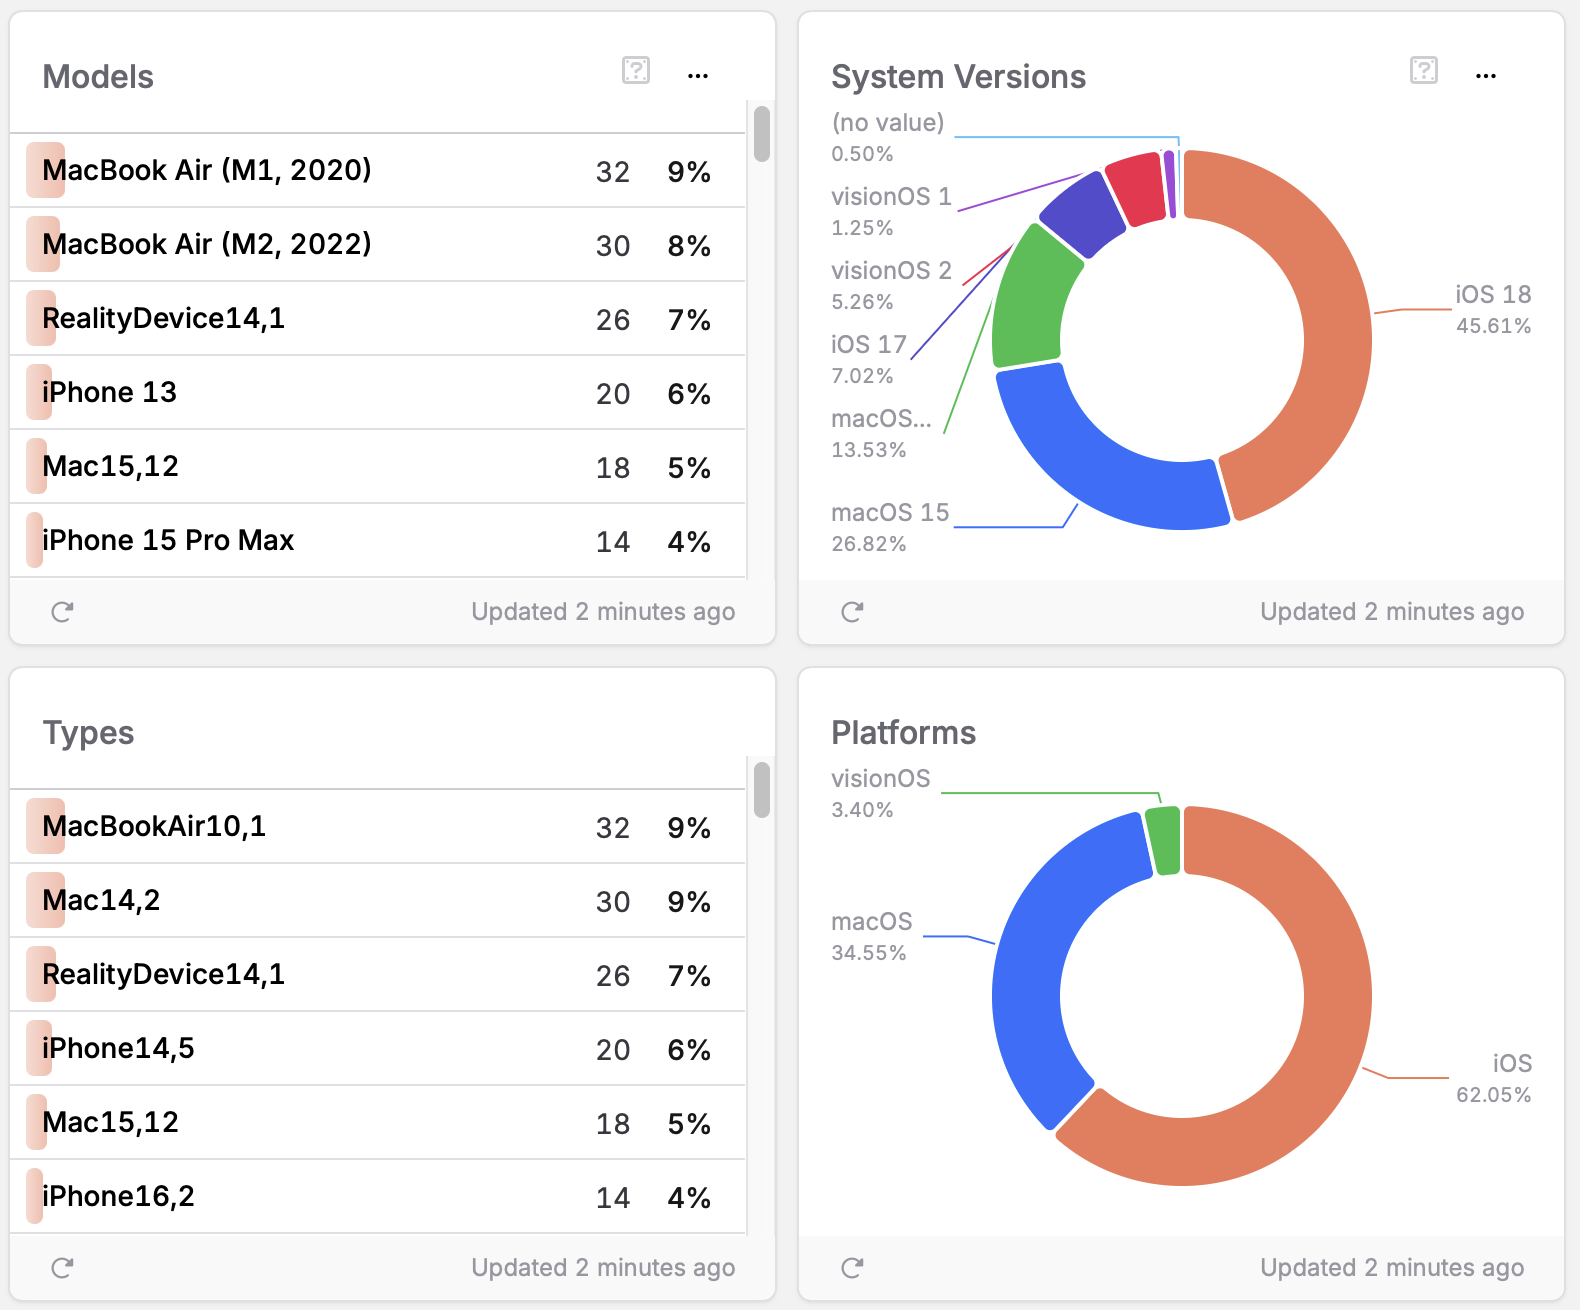 Models
...
MacBook Air (M1, 2020) 32 9%
MacBook Air (M2, 2022) 30 8%
RealityDevice14,1 26 7%
iPhone 13 20 6%
Mac15,12 18 5%
iPhone 15 Pro Max 14 4%
Updated 2 minutes ago
System Versions
...
(no value)
0.50%
visionOS 1
1.25%
visionOS 2
5.26%
iOS 17
7.02%
macOS...
13.53%
macOS 15
26.82%
iOS 18
45.61%
Updated 2 minutes ago
Types
MacBookAir10,1 32 9%
Mac14,2 30 9%
RealityDevice14,1 26 7%
iPhone14,5 20 6%
Mac15,12 18 5%
iPhone16,2 14 4%
Updated 2 minutes ago
Platforms
visionOS
3.40%
macOS
34.55%
iOS
62.05%
Updated 2 minutes ago